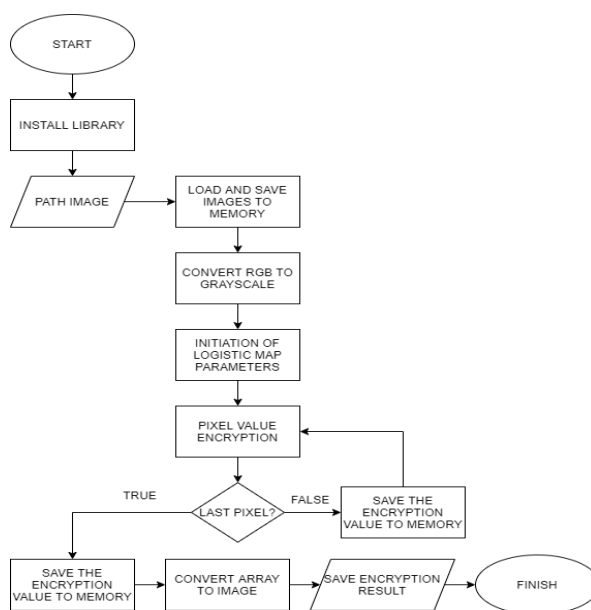 START
INSTALL LIBRARY
PATH IMAGE
LOAD AND SAVE
IMAGES TO
MEMORY
CONVERT RGB TO
GRAYSCALE
INITIATION OF
LOGISTIC MAP
PARAMETERS
PIXEL VALUE
ENCRYPTION
LAST PIXEL?
TRUE
FALSE
SAVE THE
ENCRYPTION
VALUE TO MEMORY
SAVE THE
ENCRYPTION
VALUE TO MEMORY
CONVERT ARRAY
TO IMAGE
SAVE ENCRYPTION
RESULT
FINISH